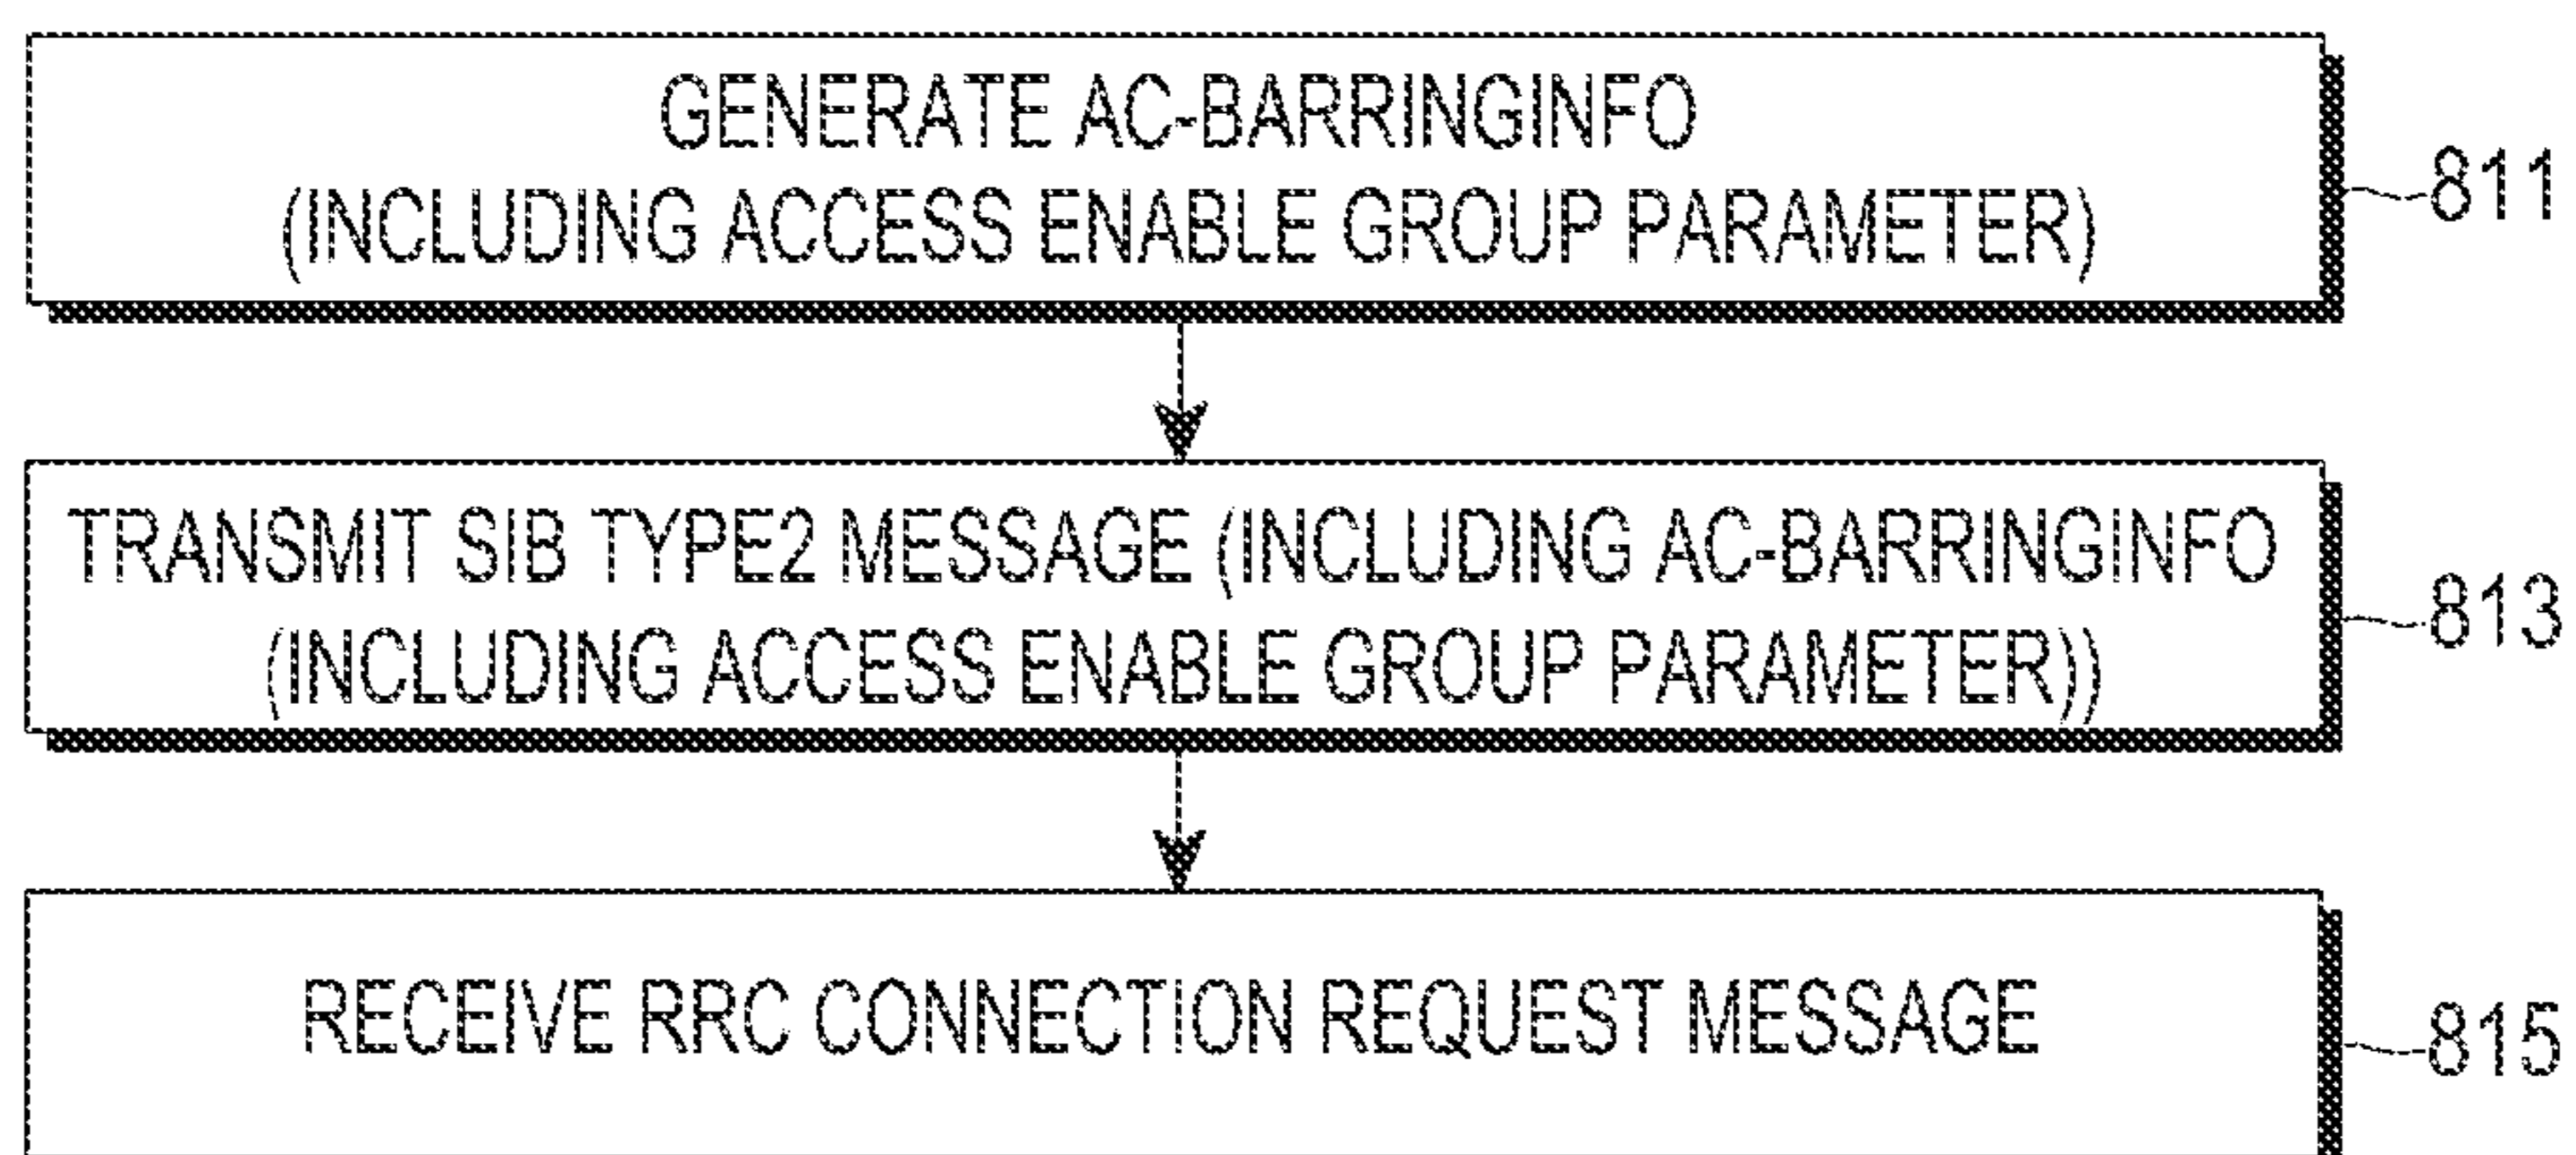 GENERATE AC-BARRINGINFO
(INCLUDING ACCESS ENABLE GROUP PARAMETER)
811
TRANSMIT SIB TYPE2 MESSAGE (INCLUDING AC-BARRINGINFO
(INCLUDING ACCESS ENABLE GROUP PARAMETER))
813
RECEIVE RRC CONNECTION REQUEST MESSAGE
815